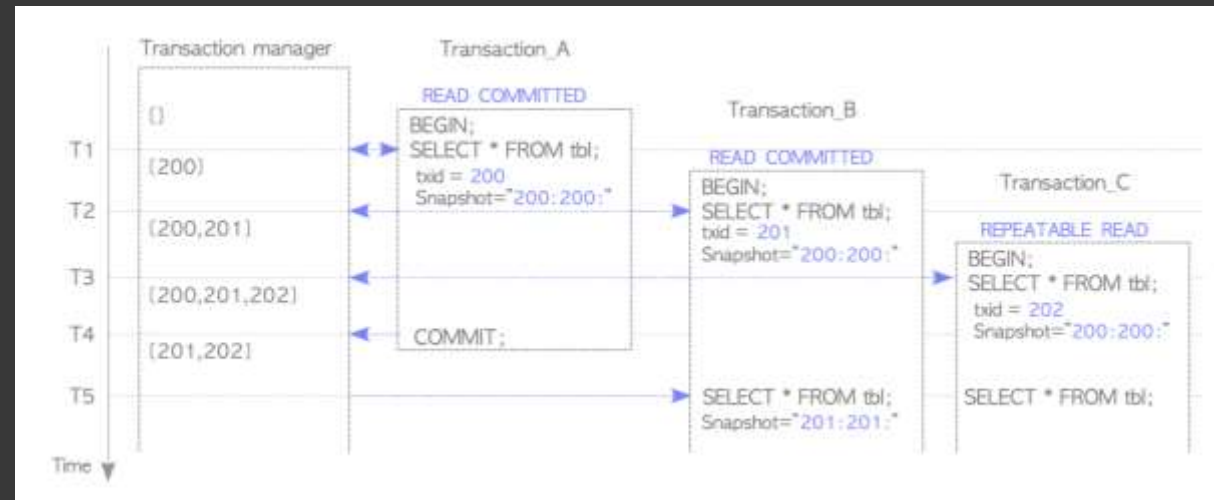 Transaction manager
Transaction_A
READ COMMITTED
Transaction_B
{}
BEGIN;
T1
SELECT * FROM tbl;
READ COMMITTED
{200}
txid = 200
Snapshot="200:200:"
BEGIN;
Transaction_C
T2
SELECT * FROM tbl;
{200,201}
txid = 201
REPEATABLE READ
Snapshot="200:200:"
BEGIN;
T3
SELECT * FROM tbl;
{200,201,202}
txid = 202
Snapshot="200:200:"
T4
COMMIT;
{201,202}
T5
SELECT * FROM tbl;
SELECT * FROM tbl;
Snapshot="201:201:"
Time